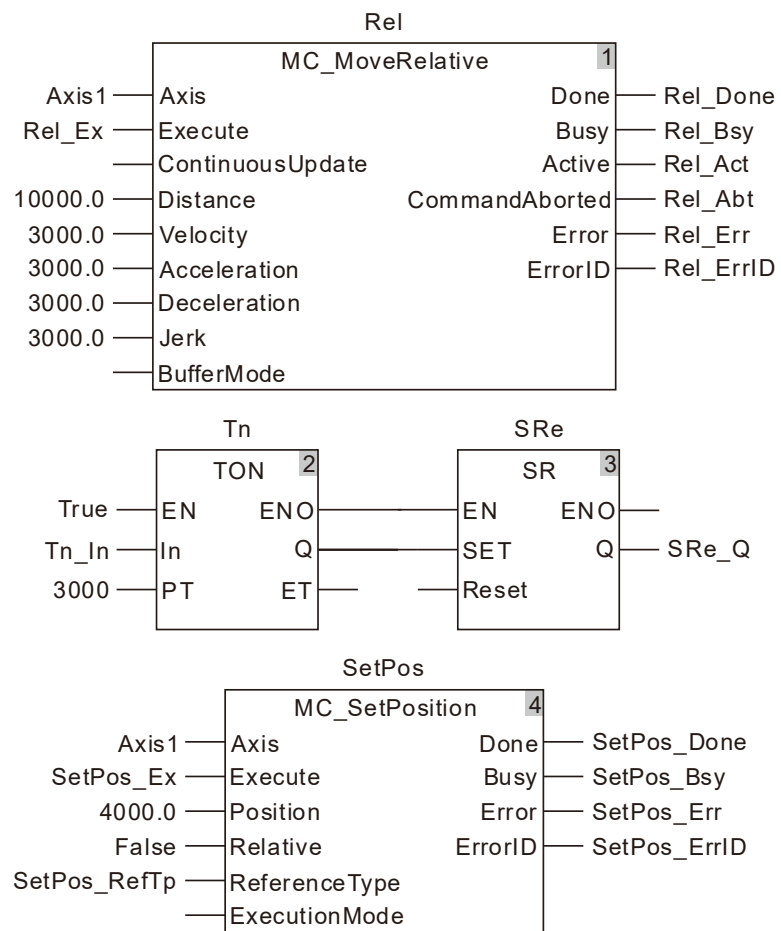 Rel
MC_MoveRelative 1
Axis1 Axis Done Rel_Done
Rel_Ex Execute Busy Rel_Bsy
ContinuousUpdate Active Rel_Act
10000.0 Distance CommandAborted Rel_Abt
3000.0 Velocity Error Rel_Err
3000.0 Acceleration ErrorID Rel_ErrID
3000.0 Deceleration
3000.0 Jerk
BufferMode
Tn SRe
TON 2 SR 3
True EN ENO EN ENO
Tn_In In Q SET Q SRe_Q
3000 PT ET Reset
SetPos
MC_SetPosition 4
Axis1 Axis Done SetPos_Done
SetPos_Ex Execute Busy SetPos_Bsy
4000.0 Position Error SetPos_Err
False Relative ErrorID SetPos_ErrID
SetPos_RefTp ReferenceType
ExecutionMode